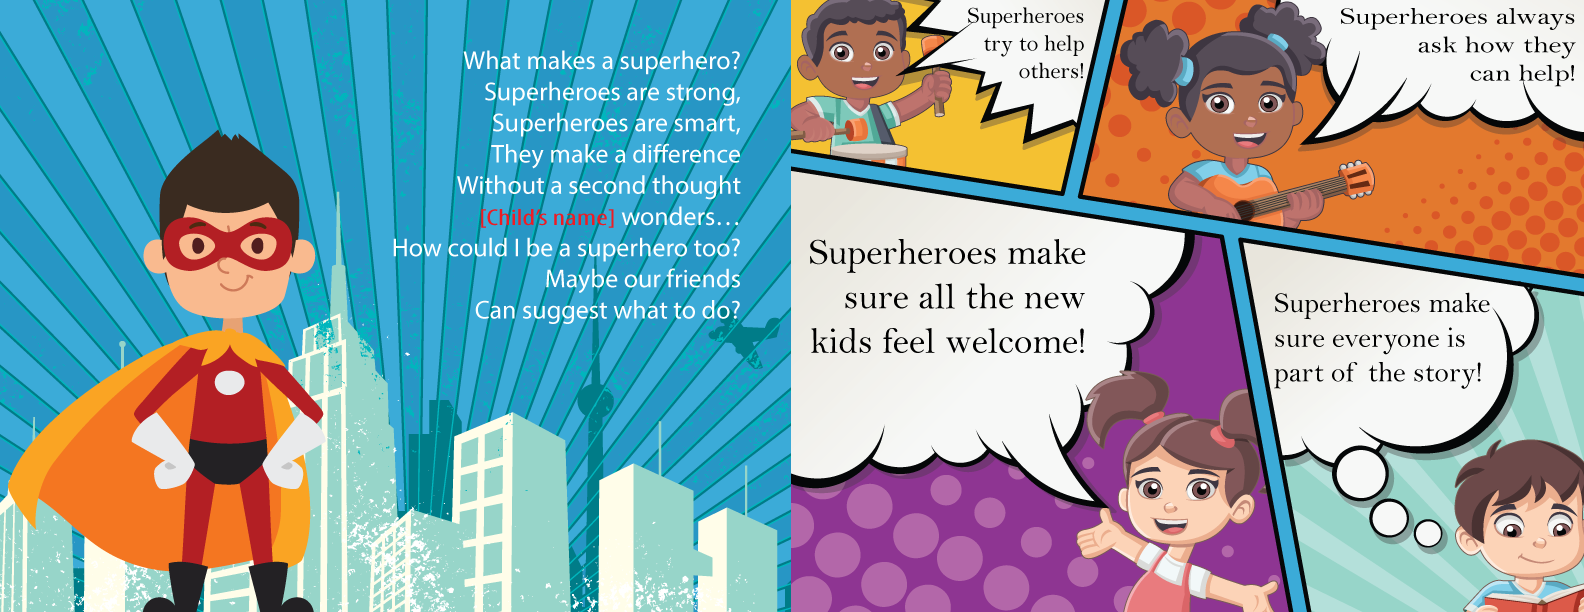 What makes a superhero?
Superheroes are strong,
Superheroes are smart,
They make a difference
Without a second thought
[Child's name] wonders...
How could I be a superhero too?
Maybe our friends
Can suggest what to do?
Superheroes
try to help
others!
Superheroes always
ask how they
can help!
Superheroes make
sure all the new
kids feel welcome!
Superheroes make
sure everyone is
part of the story!